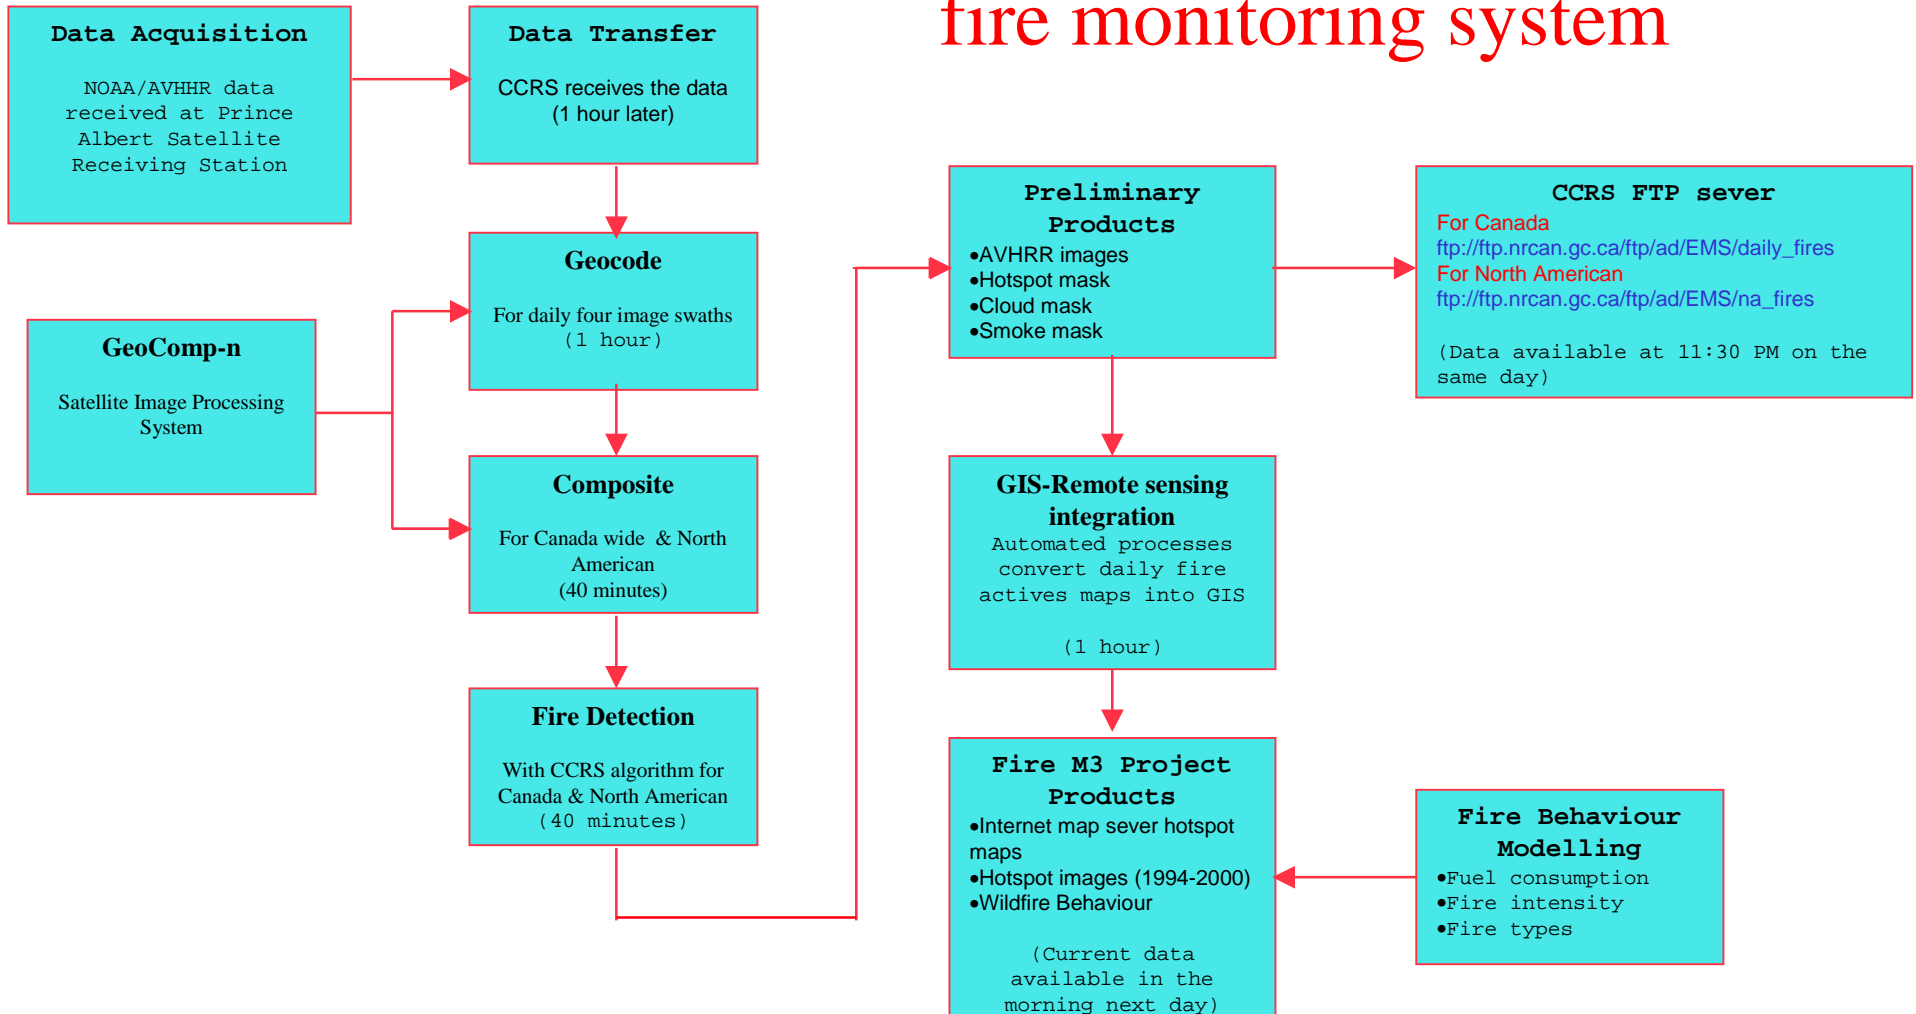 fire monitoring system
Data Acquisition
NOAA/AVHHR data
received at Prince
Albert Satellite
Receiving Station
Data Transfer
CCRS receives the data
(1 hour later)
Geocode
For daily four image swaths
(1 hour)
GeoComp-n
Satellite Image Processing
System
Composite
For Canada wide & North
American
(40 minutes)
Fire Detection
With CCRS algorithm for
Canada & North American
(40 minutes)
Preliminary
Products
•AVHRR images
•Hotspot mask
•Cloud mask
•Smoke mask
CCRS FTP sever
For Canada
ftp://ftp.nrcan.gc.ca/ftp/ad/EMS/daily_fires
For North American
ftp://ftp.nrcan.gc.ca/ftp/ad/EMS/na_fires
(Data available at 11:30 PM on the
same day)
GIS-Remote sensing
integration
Automated processes
convert daily fire
actives maps into GIS
(1 hour)
Fire M3 Project
Products
•Internet map sever hotspot
maps
•Hotspot images (1994-2000)
•Wildfire Behaviour
(Current data
available in the
morning next day)
Fire Behaviour
Modelling
•Fuel consumption
•Fire intensity
•Fire types